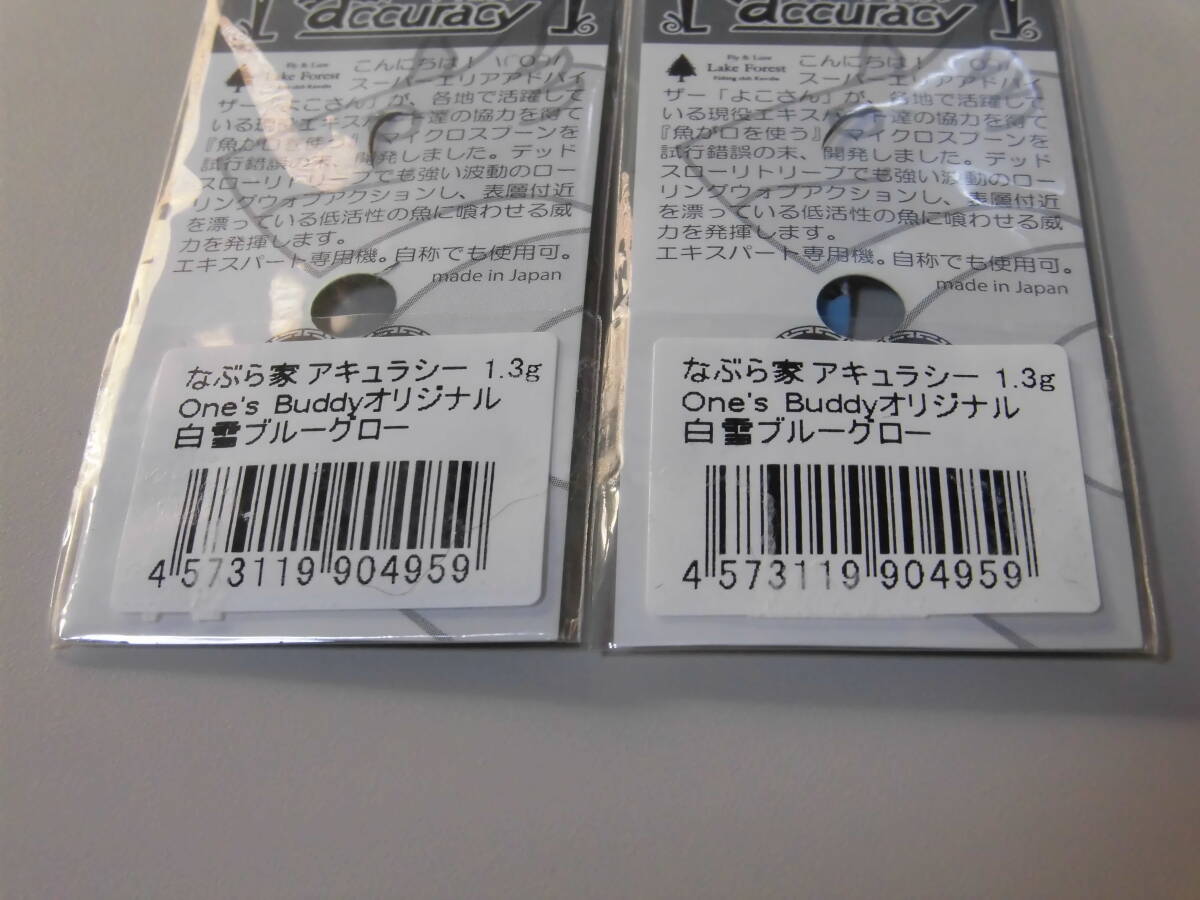 accuracy
Fly & Lure
Lake Forest
こんにちは！ \(^O^)/
スーパーエリアアドバイ
ザー「よこさん」が、各地で活躍して
いる現役エキスパート達の協力を得て
『魚が口を使う』マイクロスプーンを
試行錯誤の末、開発しました。デッド
スローリトリーブでも強い波動のロー
リングウォブアクションし、表層付近
を漂っている低活性の魚に喰わせる威
力を発揮します。
エキスパート専用機。自称でも使用可。
made in Japan
なぶら家 アキュラシー 1.3g
One's Buddyオリジナル
白雪ブルーグロー
4 573119 904959
accuracy
Fly & Lure
Lake Forest
こんにちは！ \(^O^)/
スーパーエリアアドバイ
ザー「よこさん」が、各地で活躍して
いる現役エキスパート達の協力を得て
『魚が口を使う』マイクロスプーンを
試行錯誤の末、開発しました。デッド
スローリトリーブでも強い波動のロー
リングウォブアクションし、表層付近
を漂っている低活性の魚に喰わせる威
力を発揮します。
エキスパート専用機。自称でも使用可。
made in Japan
なぶら家 アキュラシー 1.3g
One's Buddyオリジナル
白雪ブルーグロー
4 573119 904959